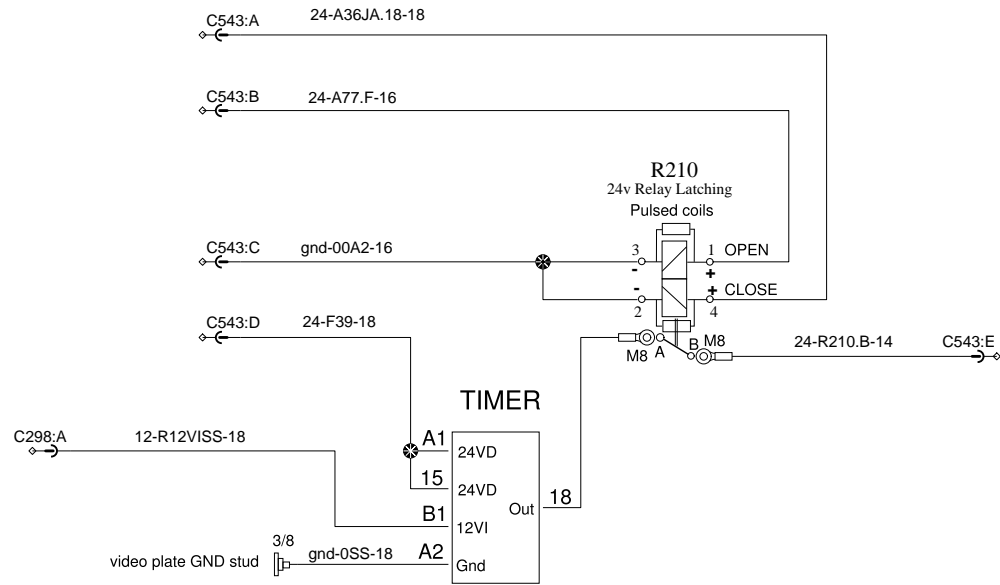 C543:A 24-A36JA.18-18
C543:B 24-A77.F-16
R210
24v Relay Latching
Pulsed coils
C543:C gnd-00A2-16 3 1 OPEN
- +
- + CLOSE
2 4
C543:D 24-F39-18
M8 A B M8 24-R210.B-14 C543:E
TIMER
C298:A 12-R12VISS-18 A1 24VD
15 24VD
Out 18
B1 12VI
3/8
video plate GND stud gnd-0SS-18 A2 Gnd